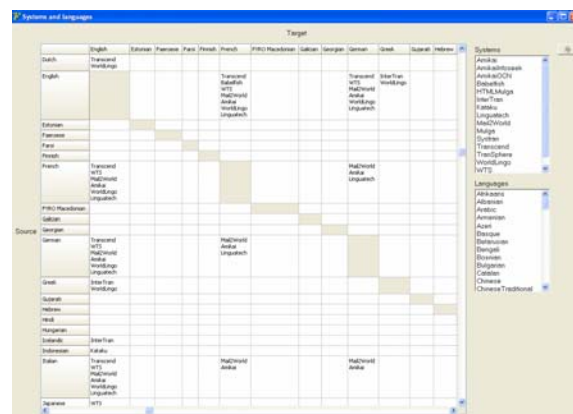 Systems and languages
Target
English Estonian Faeroese Farsi Finnish French FYRO Macedonian Galician Georgian German Greek Gujarati Hebrew
Dutch
Transcend
WorldLingo
English
Transcend
Babelfish
WTS
Mail2World
Amikai
WorldLingo
Linguatech
Transcend
WTS
Mail2World
Amikai
WorldLingo
Linguatech
InterTran
WorldLingo
Estonian
Faeroese
Farsi
Finnish
French
Transcend
WTS
Mail2World
Amikai
WorldLingo
Linguatech
Mail2World
Amikai
Linguatech
FYRO Macedonian
Galician
Georgian
Source
German
Transcend
WTS
Mail2World
Amikai
WorldLingo
Linguatech
Mail2World
Amikai
Linguatech
Greek
InterTran
WorldLingo
Gujarati
Hebrew
Hindi
Hungarian
Icelandic InterTran
Indonesian Kataku
Italian
Transcend
WTS
Mail2World
Amikai
WorldLingo
Linguatech
Mail2World
Amikai
Mail2World
Amikai
Japanese WTS
Systems
Amikai
AmikaiInfoseek
AmikaiOCN
Babelfish
HTMLMulga
InterTran
Kataku
Linguatech
Mail2World
Mulga
Systran
Transcend
TranSphere
WorldLingo
WTS
Languages
Afrikaans
Albanian
Arabic
Armenian
Azeri
Basque
Belarusian
Bengali
Bosnian
Bulgarian
Catalan
Chinese
ChineseTraditional